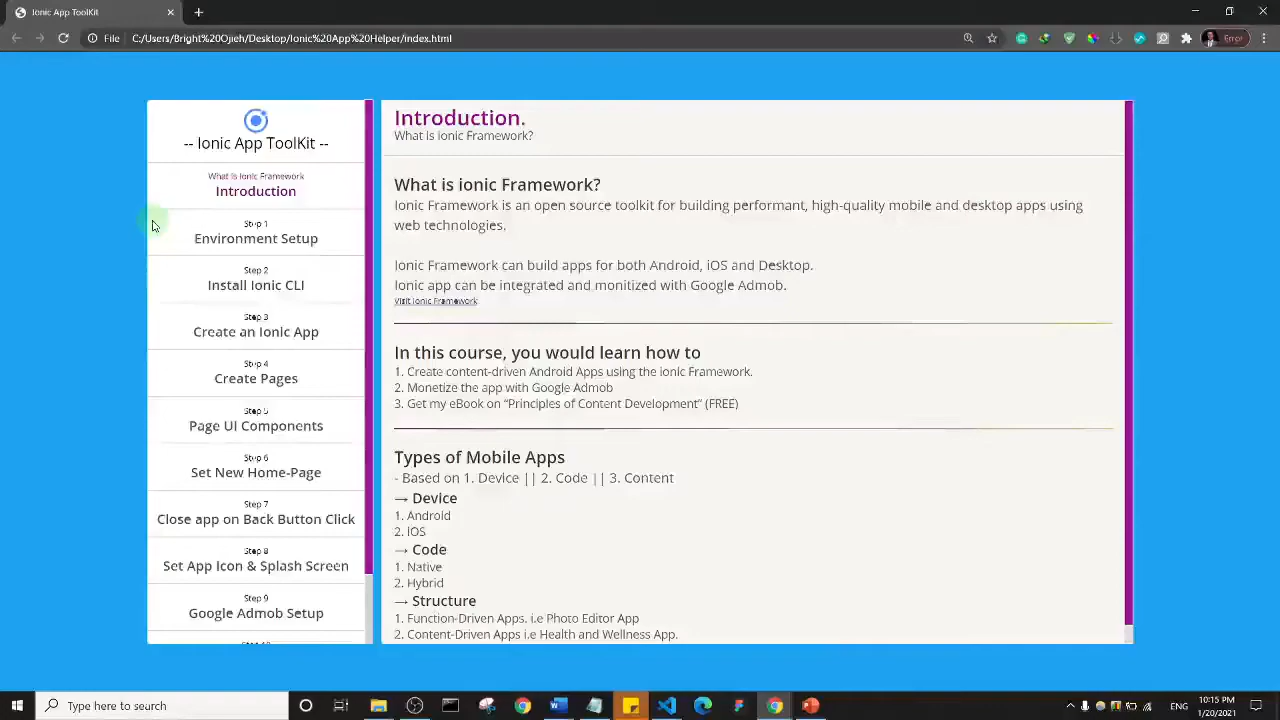 Ionic App ToolKit
File
C:/Users/Bright%20Ojieh/Desktop/Ionic%20App%20Helper/index.html
Error
-- Ionic App ToolKit --
What is Ionic Framework
Introduction
Step 1
Environment Setup
Step 2
Install Ionic CLI
Step 3
Create an Ionic App
Step 4
Create Pages
Step 5
Page UI Components
Step 6
Set New Home-Page
Step 7
Close app on Back Button Click
Step 8
Set App Icon & Splash Screen
Step 9
Google Admob Setup
Introduction.
What is ionic Framework?
What is ionic Framework?
Ionic Framework is an open source toolkit for building performant, high-quality mobile and desktop apps using
web technologies.
Ionic Framework can build apps for both Android, iOS and Desktop.
Ionic app can be integrated and monitized with Google Admob.
Visit Ionic Framework
In this course, you would learn how to
1. Create content-driven Android Apps using the ionic Framework.
2. Monetize the app with Google Admob
3. Get my eBook on “Principles of Content Development” (FREE)
Types of Mobile Apps
- Based on 1. Device || 2. Code || 3. Content
→ Device
1. Android
2. iOS
→ Code
1. Native
2. Hybrid
→ Structure
1. Function-Driven Apps. i.e Photo Editor App
2. Content-Driven Apps i.e Health and Wellness App.
Type here to search
10:15 PM
1/20/2021